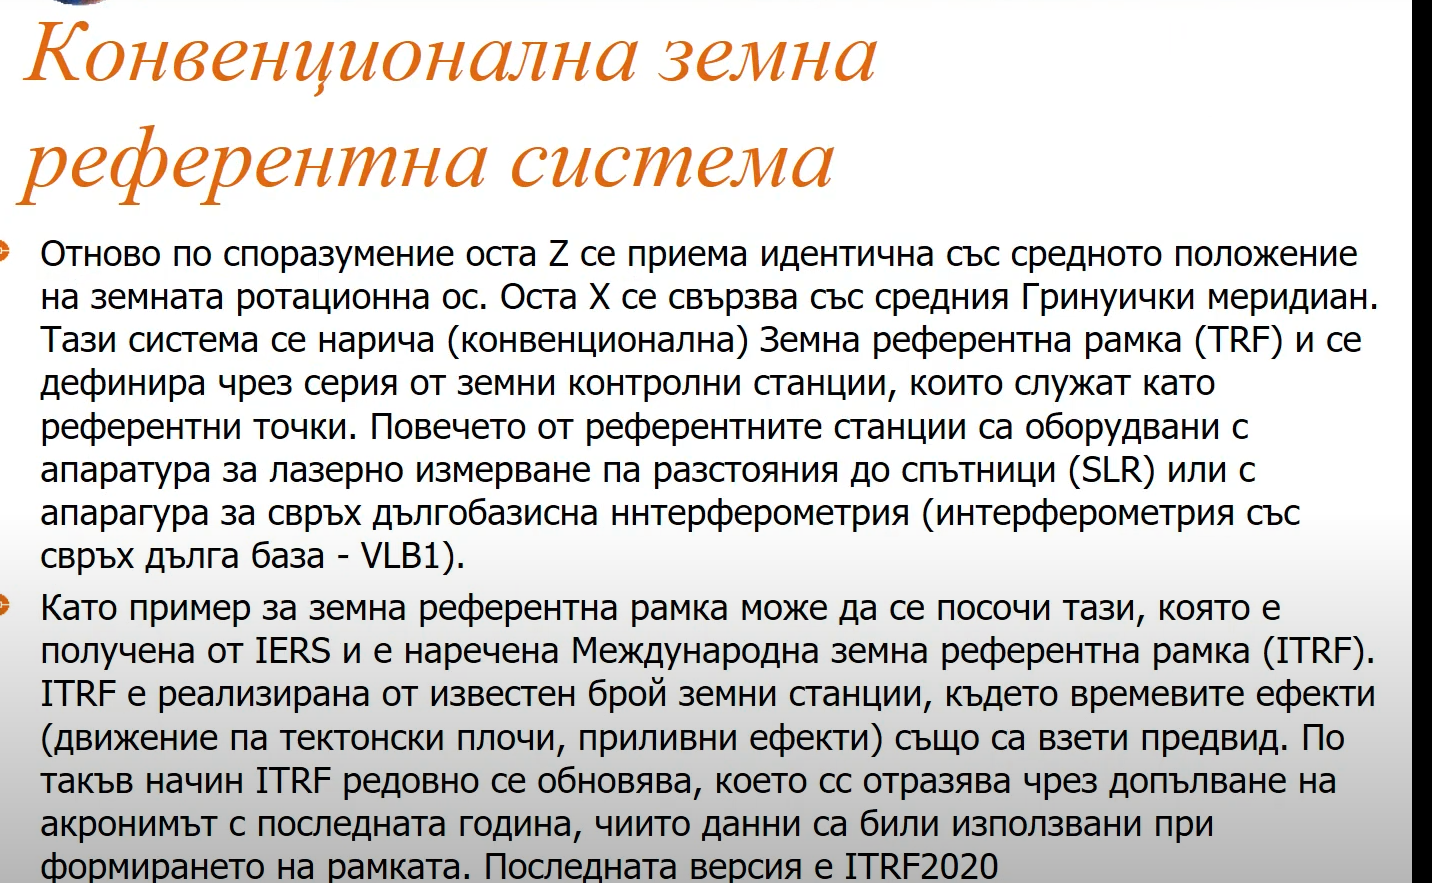 Конвенционална земна
референтна система
Отново по споразумение оста Z се приема идентична със средното положение
на земната ротационна ос. Оста X се свързва със средния Гринуички меридиан.
Тази система се нарича (конвенционална) Земна референтна рамка (TRF) и се
дефинира чрез серия от земни контролни станции, които служат като
референтни точки. Повечето от референтните станции са оборудвани с
апаратура за лазерно измерване па разстояния до спътници (SLR) или с
апарагура за свръх дългобазисна ннтерферометрия (интерферометрия със
свръх дълга база - VLB1).
Като пример за земна референтна рамка може да се посочи тази, която е
получена от IERS и е наречена Международна земна референтна рамка (ITRF).
ITRF е реализирана от известен брой земни станции, където времевите ефекти
(движение па тектонски плочи, приливни ефекти) също са взети предвид. По
такъв начин ITRF редовно се обновява, което сс отразява чрез допълване на
акронимът с последната година, чиито данни са били използвани при
формирането на рамката. Последната версия е ITRF2020